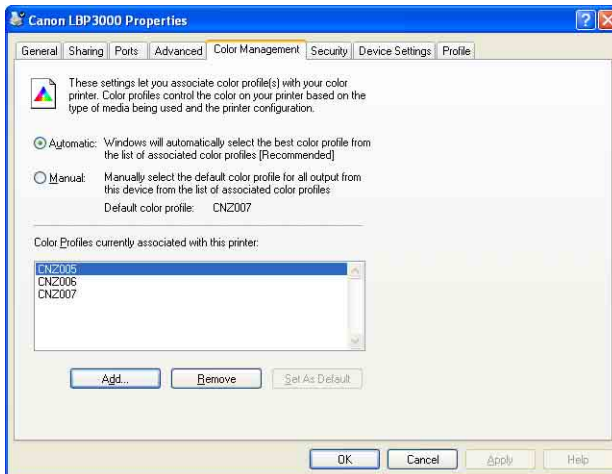 Canon LBP3000 Properties
General Sharing Ports Advanced Color Management Security Device Settings Profile
These settings let you associate color profile(s) with your color
printer. Color profiles control the color on your printer based on the
type of media being used and the printer configuration.
Automatic: Windows will automatically select the best color profile from
the list of associated color profiles [Recommended]
Manual: Manually select the default color profile for all output from
this device from the list of associated color profiles
Default color profile: CNZ007
Color Profiles currently associated with this printer:
CNZ005
CNZ006
CNZ007
Add... Remove Set As Default
OK Cancel Apply Help